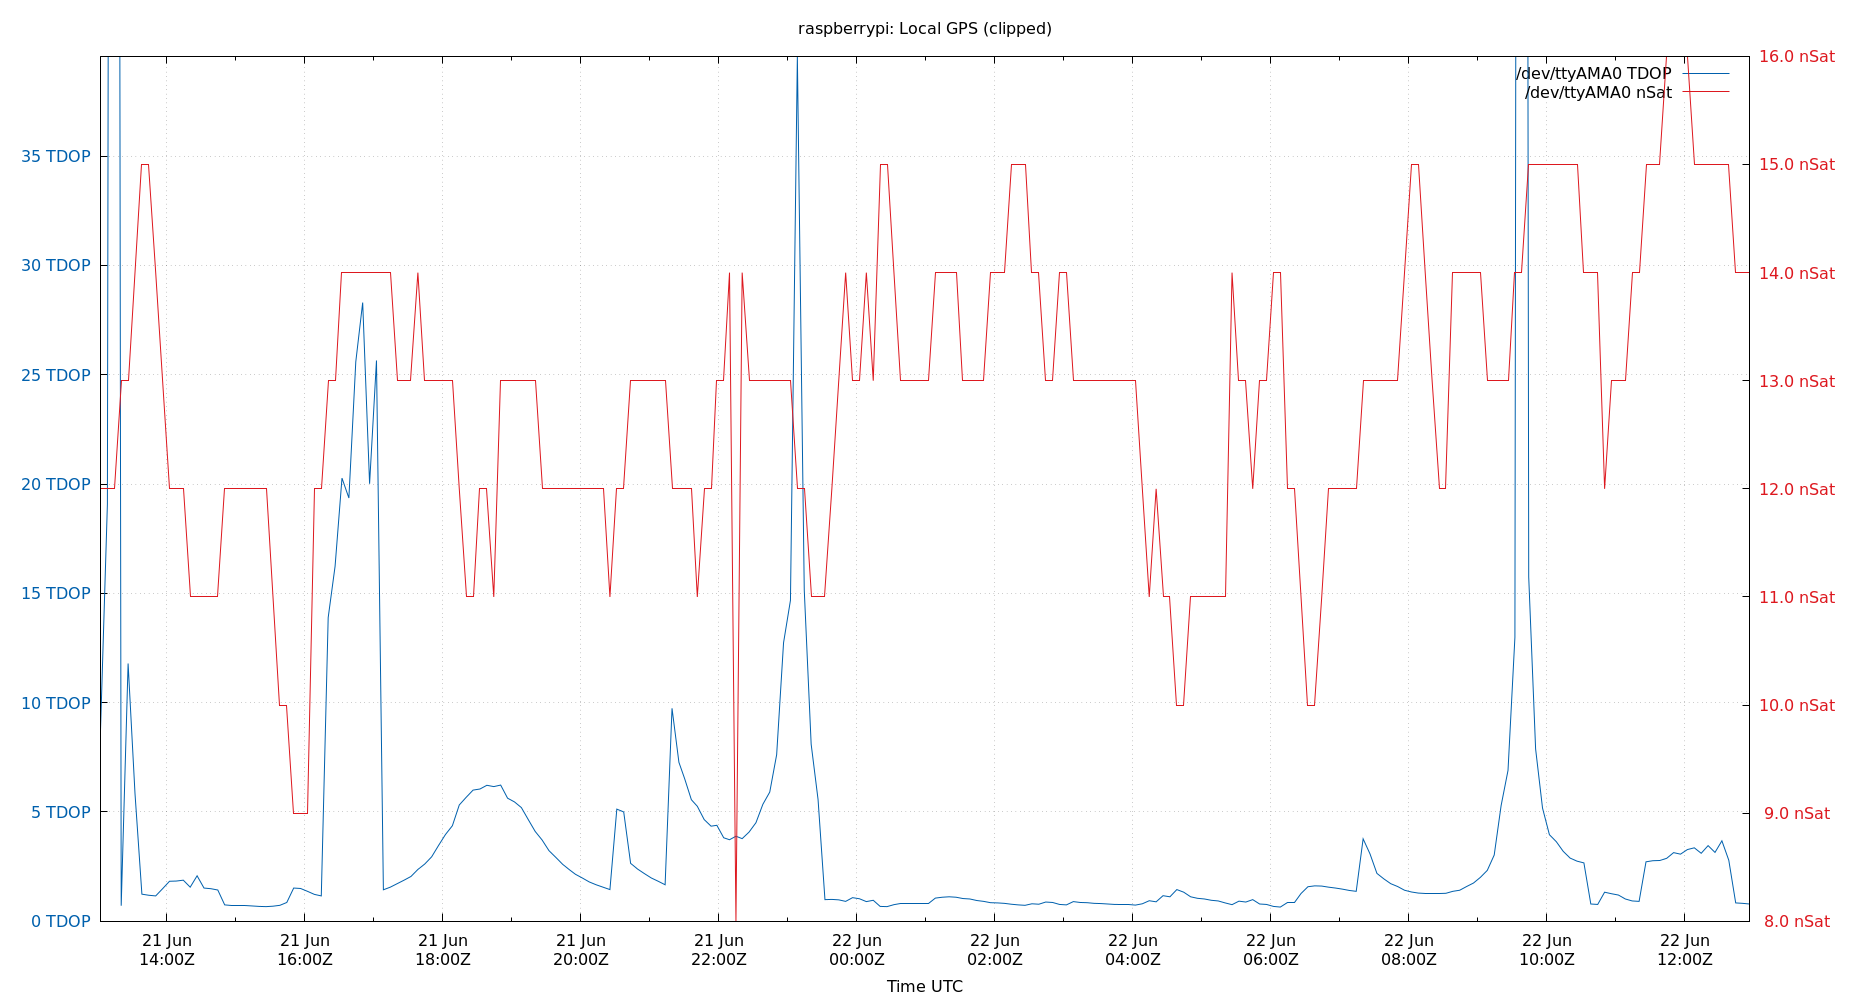 raspberrypi: Local GPS (clipped)
/dev/ttyAMA0 TDOP
/dev/ttyAMA0 nSat
35 TDOP
30 TDOP
25 TDOP
20 TDOP
15 TDOP
10 TDOP
5 TDOP
0 TDOP
16.0 nSat
15.0 nSat
14.0 nSat
13.0 nSat
12.0 nSat
11.0 nSat
10.0 nSat
9.0 nSat
8.0 nSat
21 Jun
14:00Z
21 Jun
16:00Z
21 Jun
18:00Z
21 Jun
20:00Z
21 Jun
22:00Z
22 Jun
00:00Z
22 Jun
02:00Z
22 Jun
04:00Z
22 Jun
06:00Z
22 Jun
08:00Z
22 Jun
10:00Z
22 Jun
12:00Z
Time UTC